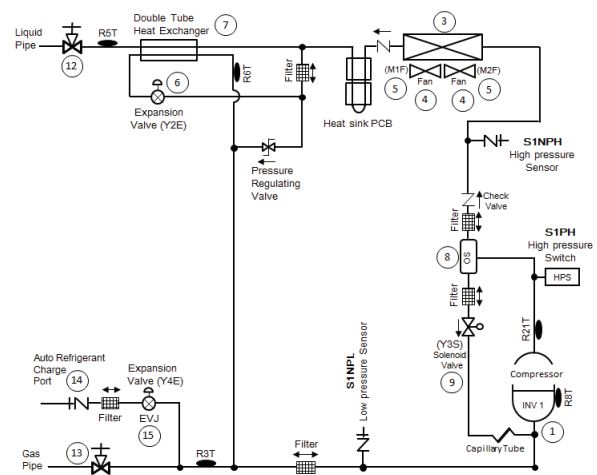 Double Tube
Heat Exchanger
7
3
Liquid
Pipe
R5T
12
R6T
Filter
6
Expansion
Valve (Y2E)
Heat sink PCB
(M1F)
Fan
Fan
(M2F)
5
4
4
5
Pressure
Regulating
Valve
S1NPH
High pressure
Sensor
Check
Valve
Filter
8
OS
S1PH
High pressure
Switch
HPS
Filter
R21T
(Y3S)
Solenoid
Valve
9
Compressor
INV 1
R8T
1
Capillary Tube
S1NPL
Low pressure Sensor
Auto Refrigerant
Charge
Port
14
Expansion
Valve (Y4E)
Filter
EVJ
15
Gas
Pipe
13
R3T
Filter